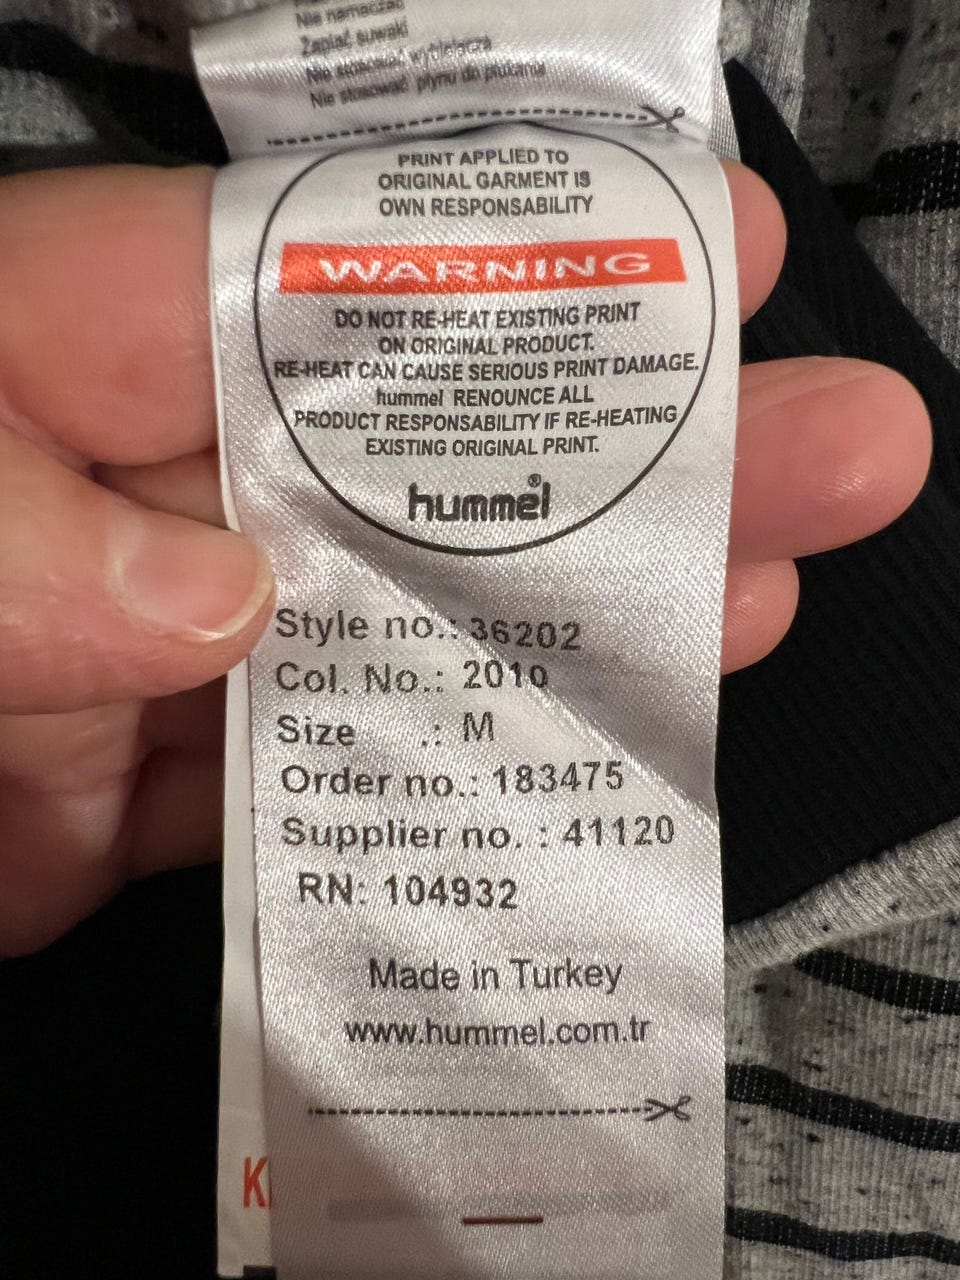 Nie namaczać
Zapiać suwaki
Nie stosować wybielacza
Nie stosować płynu do płukania
PRINT APPLIED TO
ORIGINAL GARMENT IS
OWN RESPONSABILITY
WARNING
DO NOT RE-HEAT EXISTING PRINT
ON ORIGINAL PRODUCT.
RE-HEAT CAN CAUSE SERIOUS PRINT DAMAGE.
hummel RENOUNCE ALL
PRODUCT RESPONSABILITY IF RE-HEATING
EXISTING ORIGINAL PRINT.
hummel®
Style no.: 36202
Col. No.: 2010
Size .: M
Order no.: 183475
Supplier no. : 41120
RN: 104932
Made in Turkey
www.hummel.com.tr